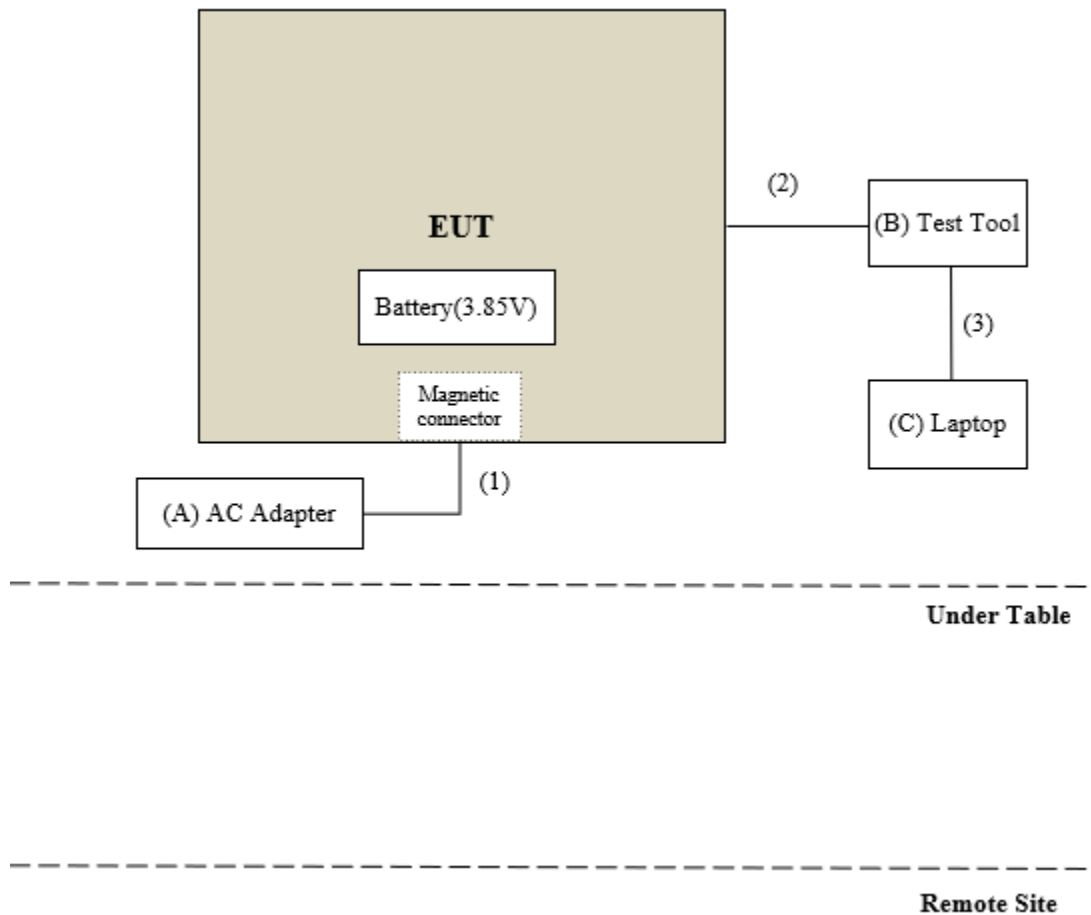 (2)
(B) Test Tool
EUT
Battery(3.85V)
(3)
Magnetic
connector
(C) Laptop
(1)
(A) AC Adapter
Under Table
Remote Site